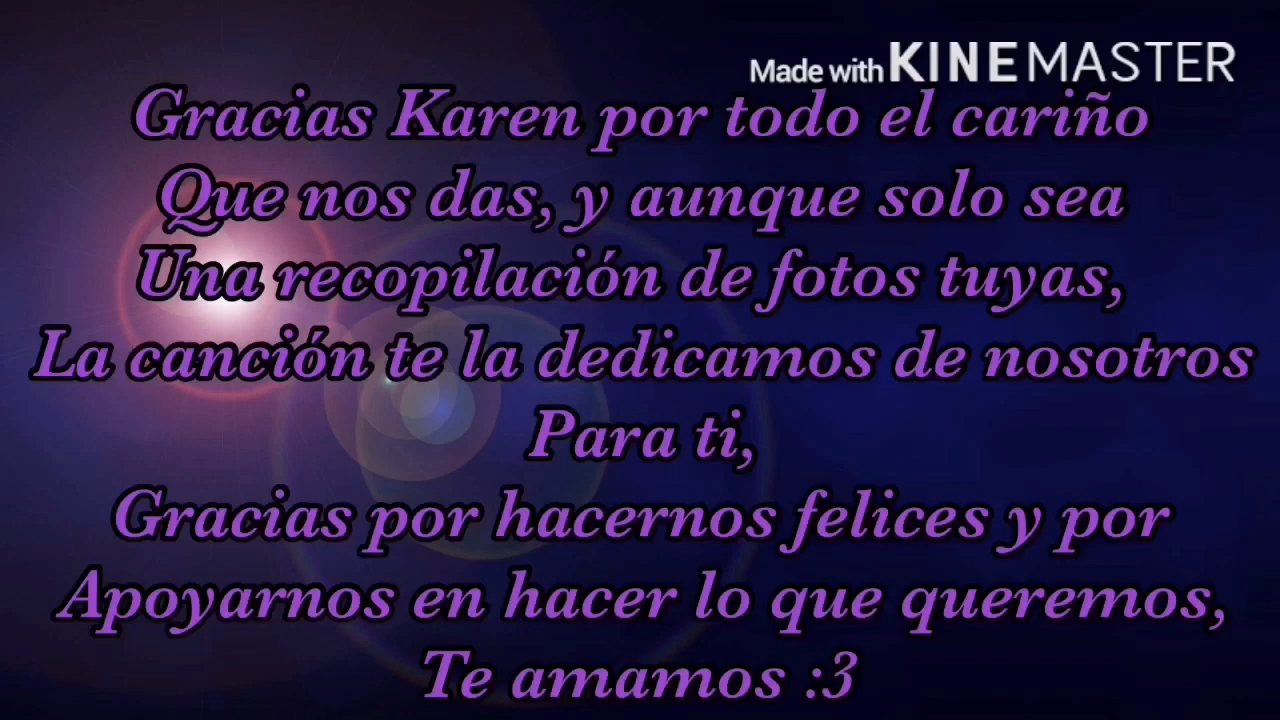 Made with KINEMASTER
Gracias Karen por todo el cariño
Que nos das, y aunque solo sea
Una recopilación de fotos tuyas,
La canción te la dedicamos de nosotros
Para ti,
Gracias por hacernos felices y por
Apoyarnos en hacer lo que queremos,
Te amamos :3